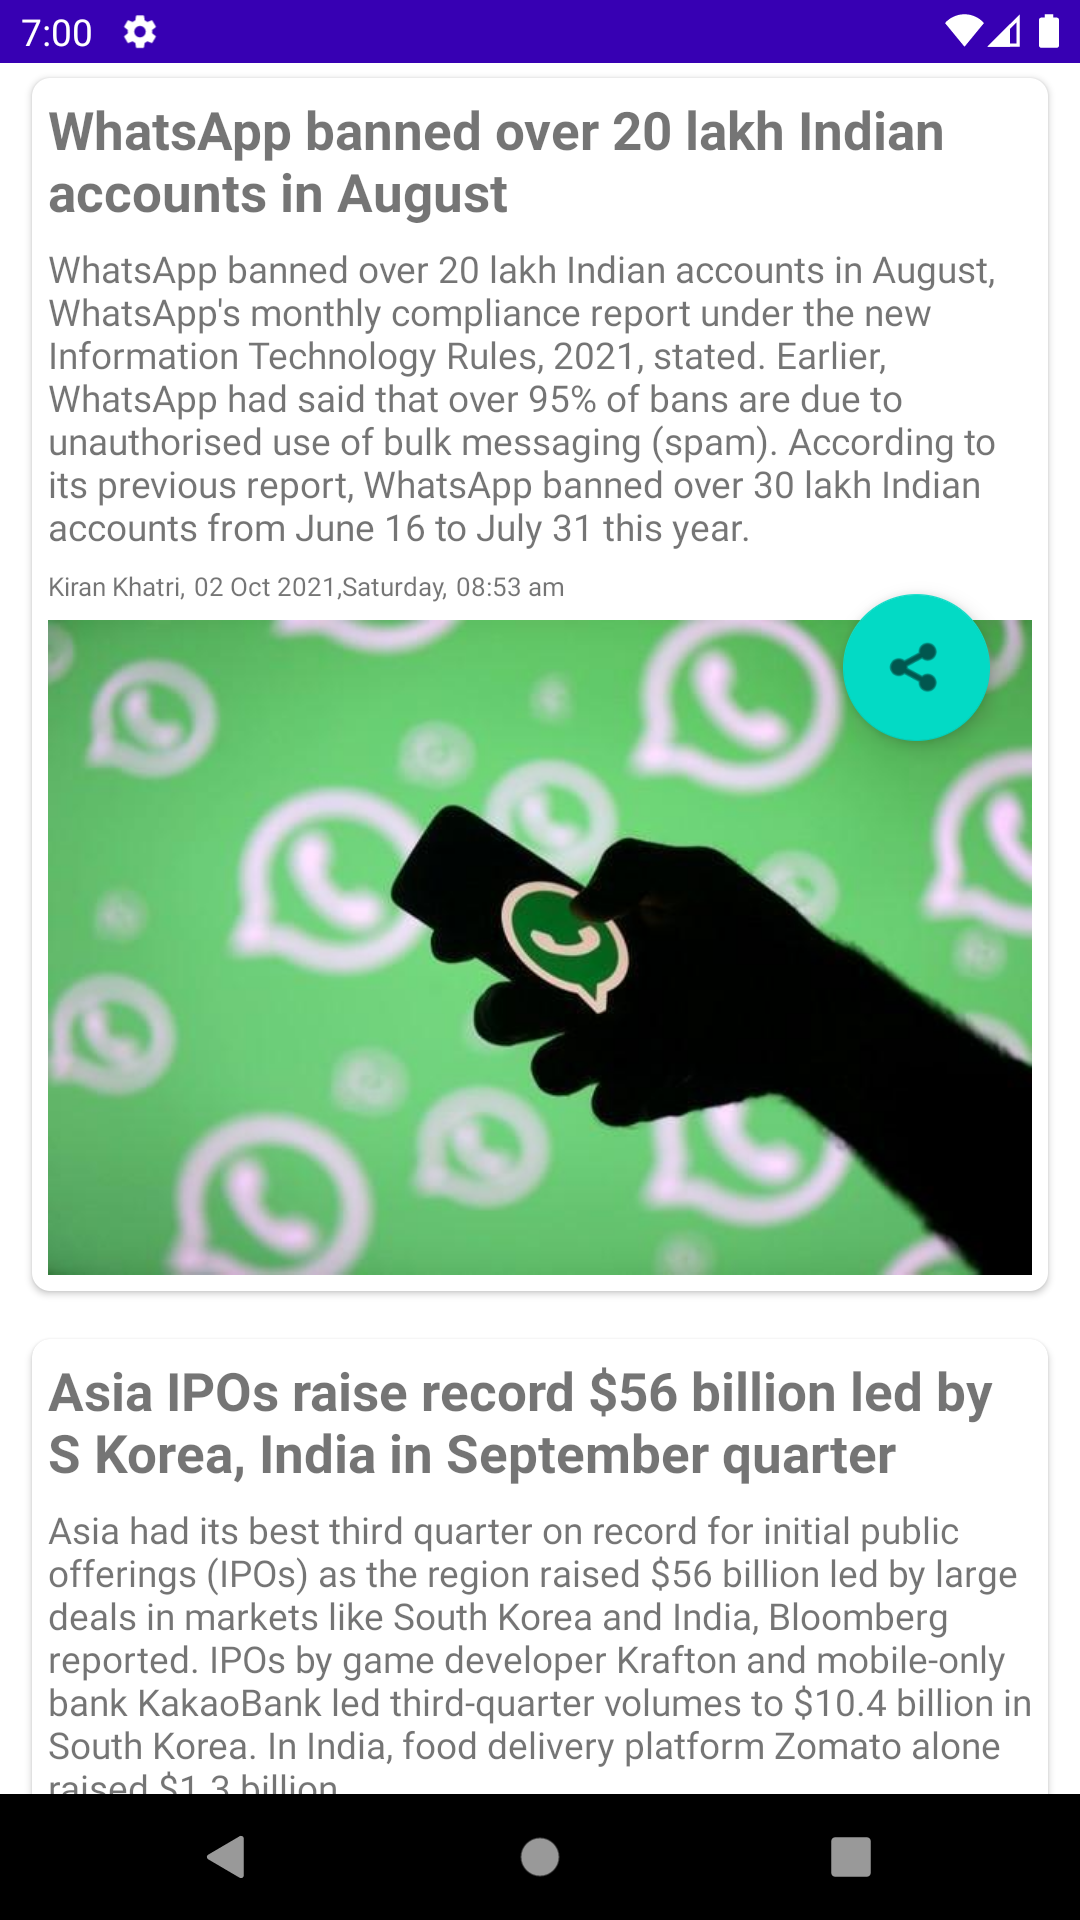 7:00
WhatsApp banned over 20 lakh Indian
accounts in August
WhatsApp banned over 20 lakh Indian accounts in August,
WhatsApp's monthly compliance report under the new
Information Technology Rules, 2021, stated. Earlier,
WhatsApp had said that over 95% of bans are due to
unauthorised use of bulk messaging (spam). According to
its previous report, WhatsApp banned over 30 lakh Indian
accounts from June 16 to July 31 this year.
Kiran Khatri, 02 Oct 2021,Saturday, 08:53 am
Asia IPOs raise record $56 billion led by
S Korea, India in September quarter
Asia had its best third quarter on record for initial public
offerings (IPOs) as the region raised $56 billion led by large
deals in markets like South Korea and India, Bloomberg
reported. IPOs by game developer Krafton and mobile-only
bank KakaoBank led third-quarter volumes to $10.4 billion in
South Korea. In India, food delivery platform Zomato alone
raised $1.3 billion